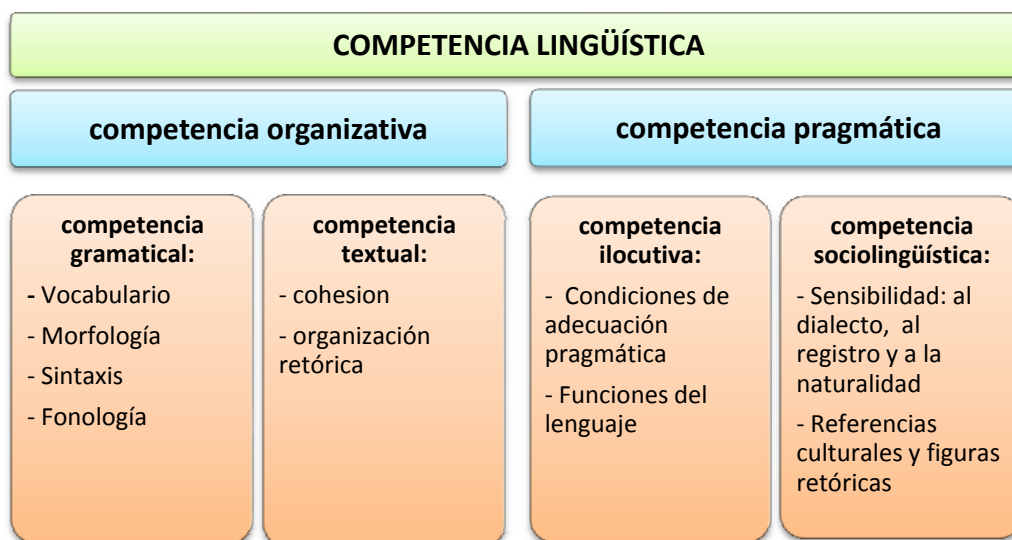 COMPETENCIA LINGÜÍSTICA
competencia organizativa
competencia pragmática
competencia
gramatical:
- Vocabulario
- Morfología
- Sintaxis
- Fonología
competencia
textual:
- cohesion
- organización
retórica
competencia
ilocutiva:
- Condiciones de
adecuación
pragmática
- Funciones del
lenguaje
competencia
sociolingüística:
- Sensibilidad: al
dialecto, al
registro y a la
naturalidad
- Referencias
culturales y figuras
retóricas